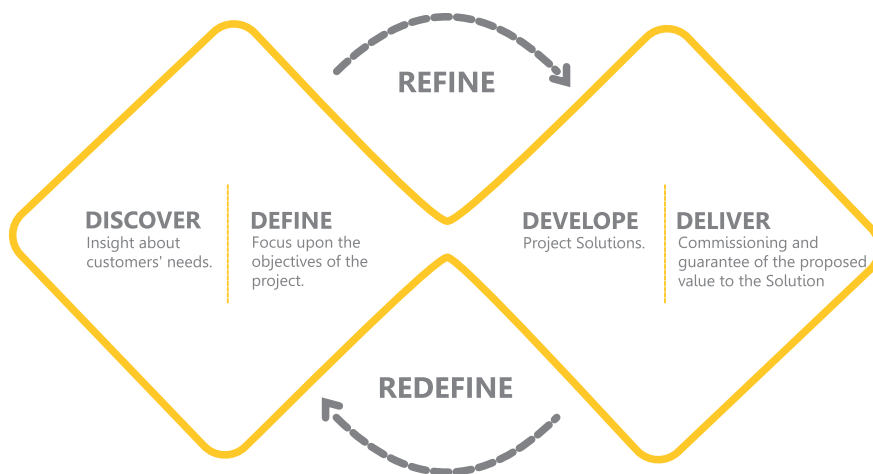 REFINE
DISCOVER
Insight about
customers' needs.
DEFINE
Focus upon the
objectives of the
project.
DEVELOPE
Project Solutions.
DELIVER
Commissioning and
guarantee of the proposed
value to the Solution
REDEFINE